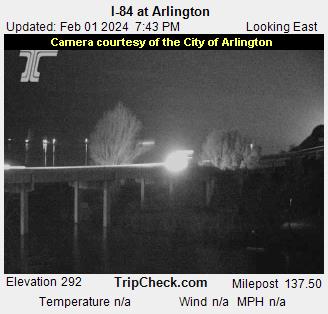 I-84 at Arlington
Updated: Feb 01 2024 7:43 PM Looking East
Camera courtesy of the City of Arlington
Elevation 292 TripCheck.com Milepost 137.50
Temperature n/a Wind n/a MPH n/a